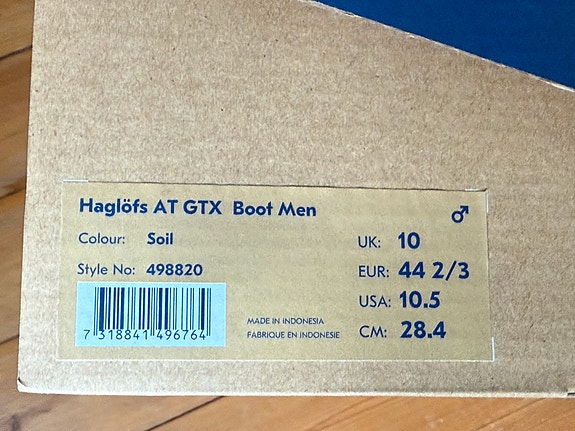 Haglöfs AT GTX Boot Men
♂
Colour: Soil
Style No: 498820
7 318841 496764
MADE IN INDONESIA
FABRIQUE EN INDONESIE
UK: 10
EUR: 44 2/3
USA: 10.5
CM: 28.4